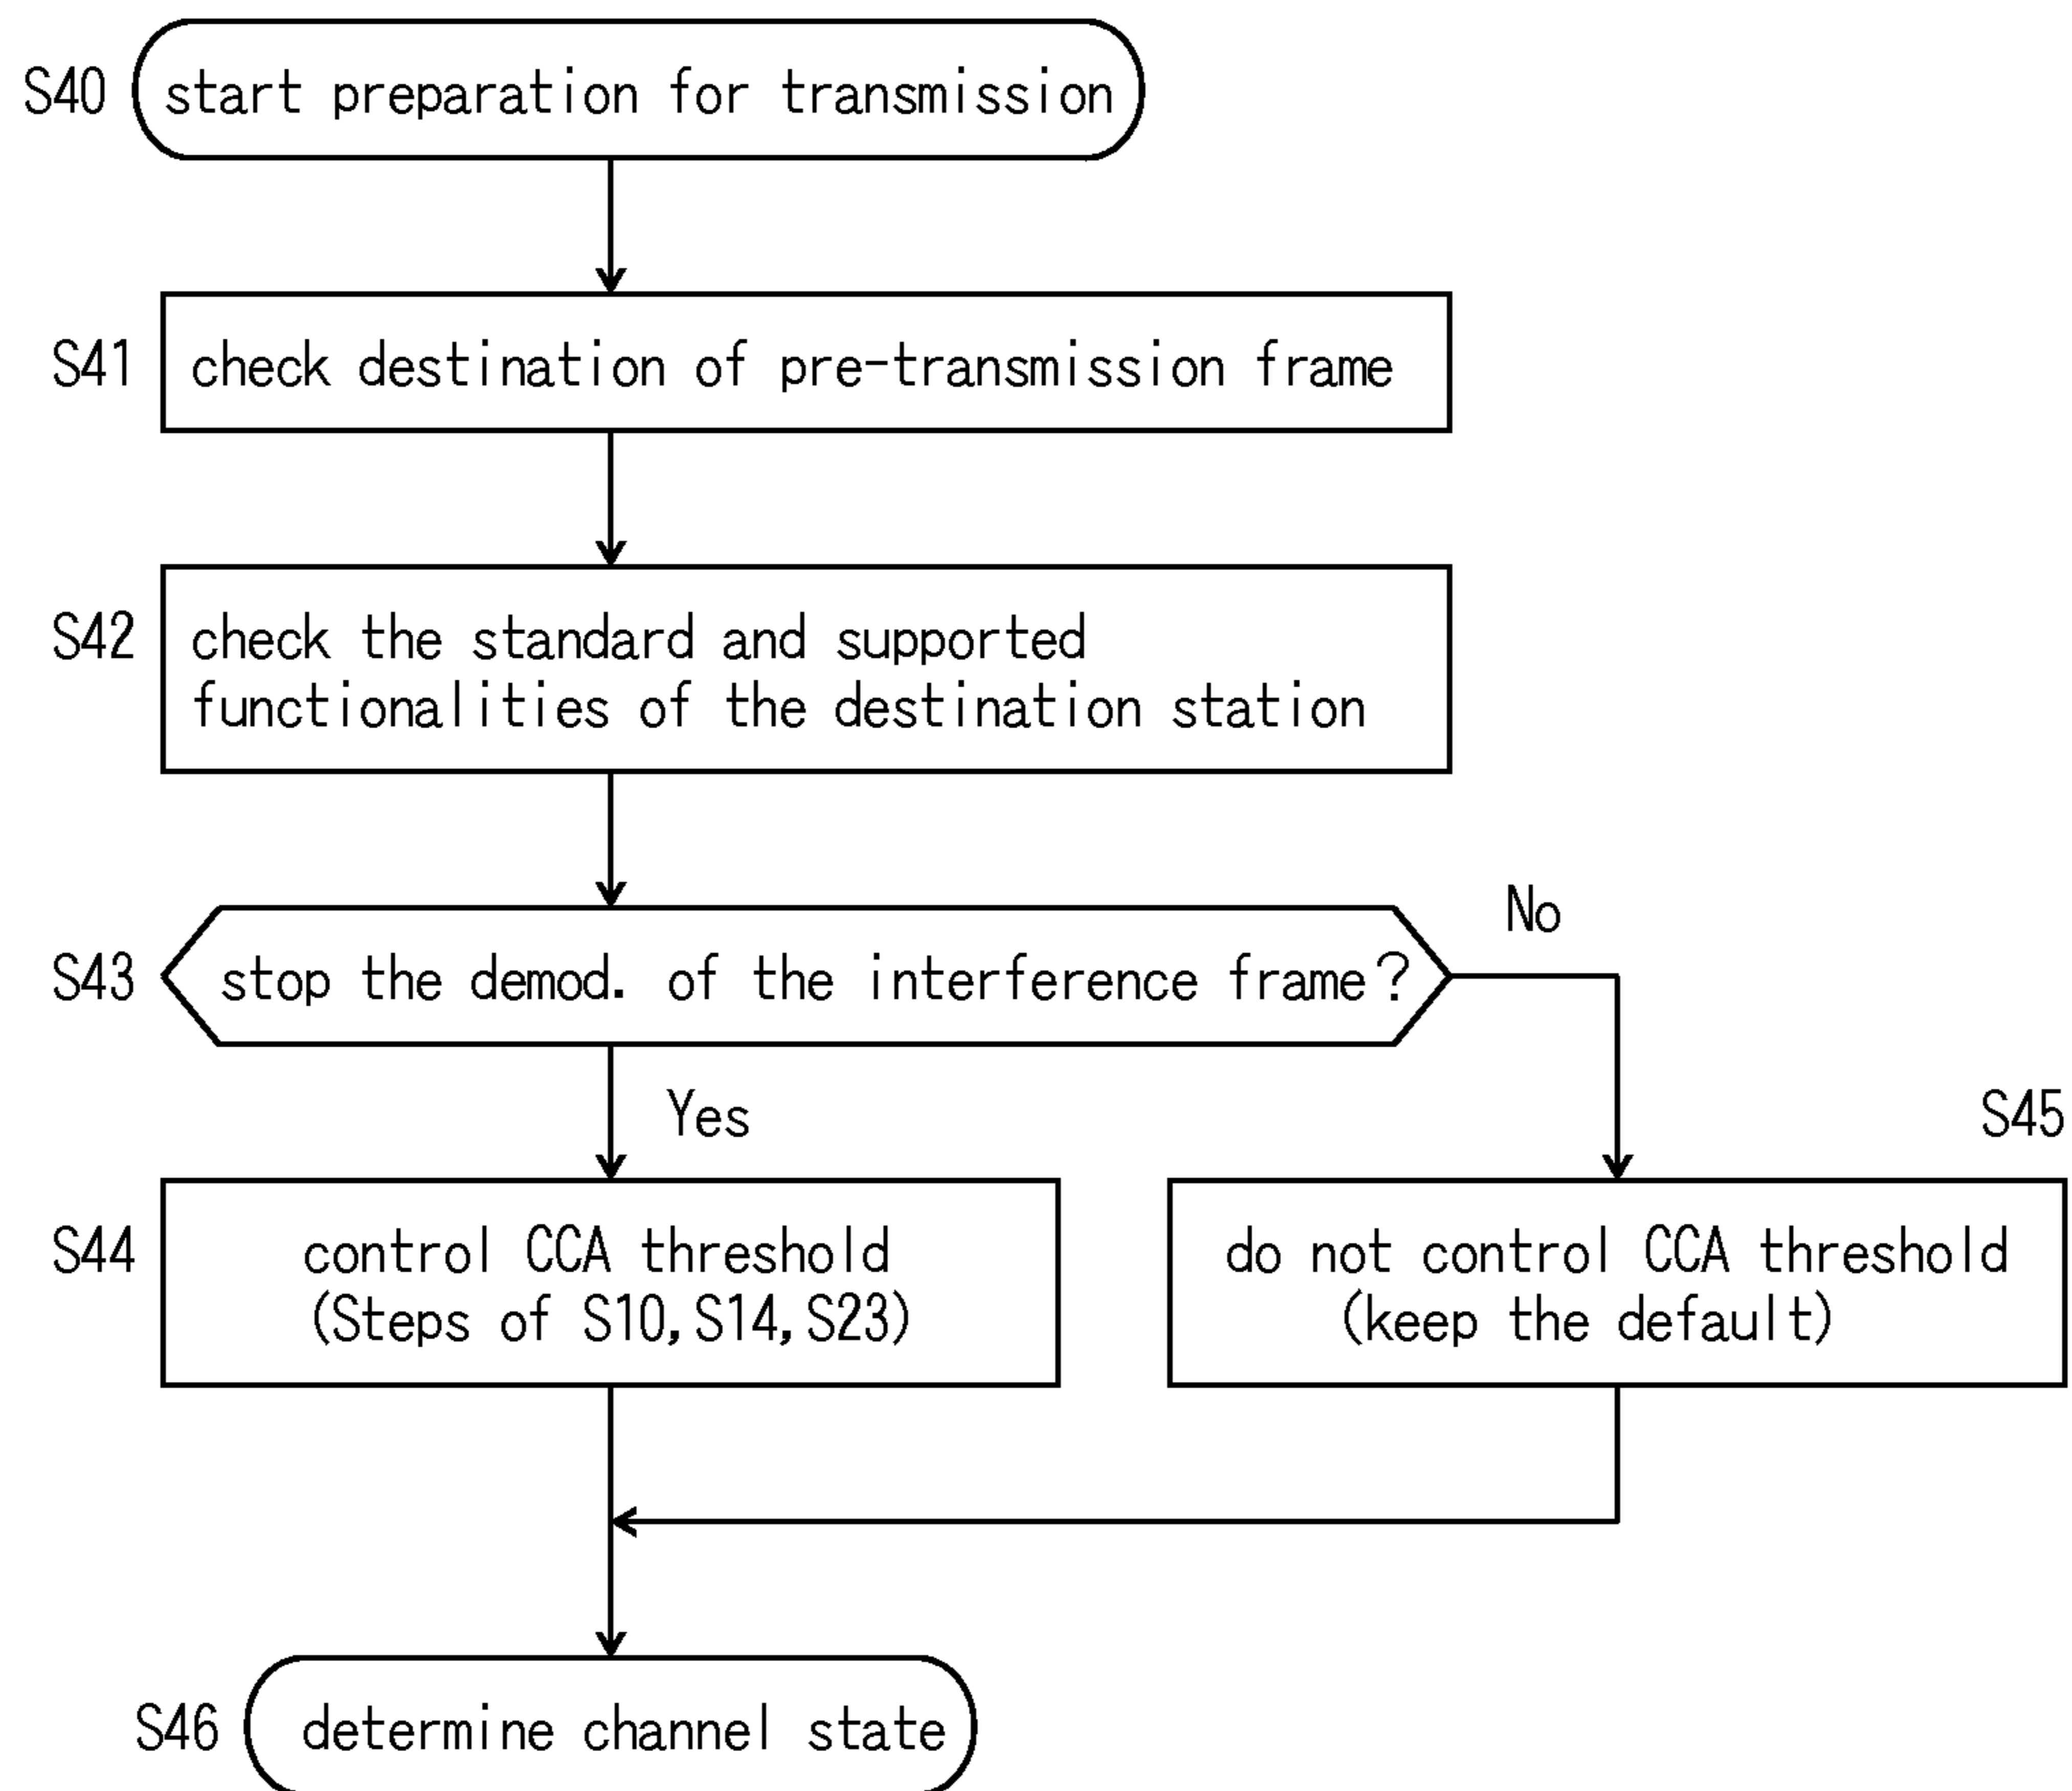 S40 start preparation for transmission
S41 check destination of pre-transmission frame
S42 check the standard and supported
functionalities of the destination station
No
S43 stop the demod. of the interference frame?
Yes
S45
S44 control CCA threshold
(Steps of S10,S14,S23)
do not control CCA threshold
(keep the default)
S46 determine channel state